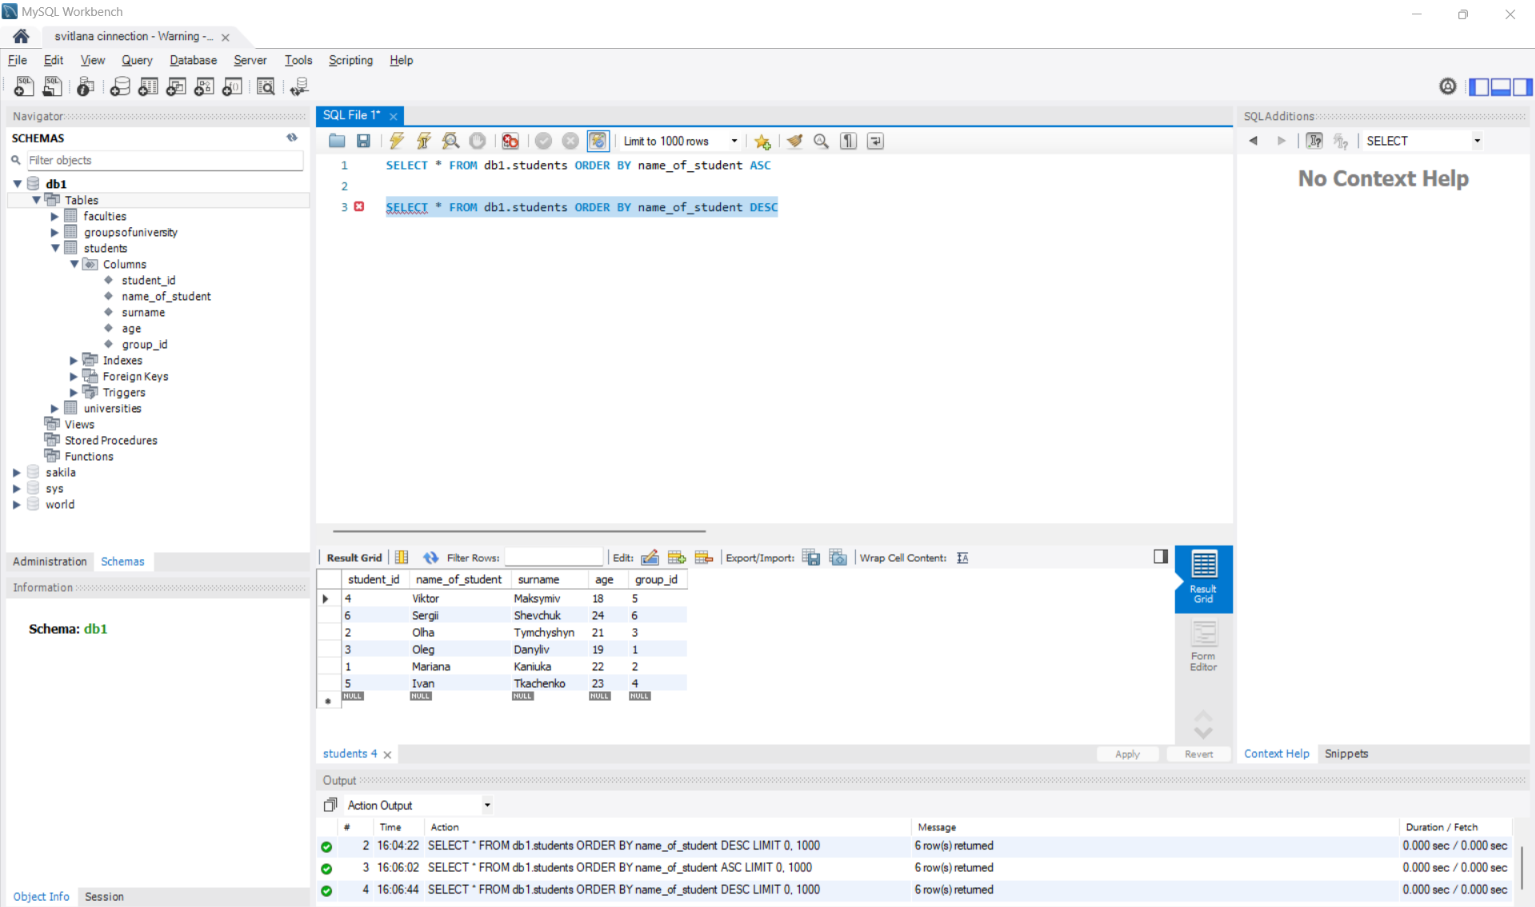 MySQL Workbench
svitlana cinnection - Warning -... x
File Edit View Query Database Server Tools Scripting Help
Navigator
SCHEMAS
Filter objects
db1
Tables
faculties
groupsofuniversity
students
Columns
student_id
name_of_student
surname
age
group_id
Indexes
Foreign Keys
Triggers
universities
Views
Stored Procedures
Functions
sakila
sys
world
Administration Schemas
Information
Schema: db1
Object Info Session
SQL File 1*
Limit to 1000 rows
1 SELECT * FROM db1.students ORDER BY name_of_student ASC
2
3 SELECT * FROM db1.students ORDER BY name_of_student DESC
Result Grid Filter Rows: Edit: Export/Import: Wrap Cell Content:
student_id name_of_student surname age group_id
4 Viktor Maksymiv 18 5
6 Sergii Shevchuk 24 6
2 Olha Tymchyshyn 21 3
3 Oleg Danyliv 19 1
1 Mariana Kaniuka 22 2
5 Ivan Tkachenko 23 4
NULL NULL NULL NULL NULL
Result
Grid
Form
Editor
students 4
Apply Revert
Output
Action Output
# Time Action Message Duration / Fetch
2 16:04:22 SELECT * FROM db1.students ORDER BY name_of_student DESC LIMIT 0, 1000 6 row(s) returned 0.000 sec / 0.000 sec
3 16:06:02 SELECT * FROM db1.students ORDER BY name_of_student ASC LIMIT 0, 1000 6 row(s) returned 0.000 sec / 0.000 sec
4 16:06:44 SELECT * FROM db1.students ORDER BY name_of_student DESC LIMIT 0, 1000 6 row(s) returned 0.000 sec / 0.000 sec
SQLAdditions
SELECT
No Context Help
Context Help Snippets